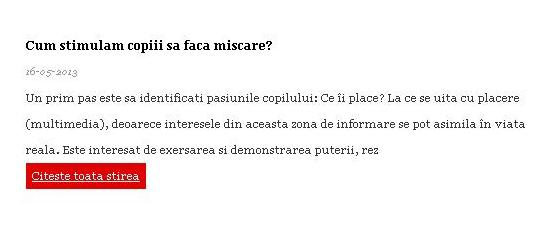 Cum stimulam copiii sa faca miscare?
16-05-2013
Un prim pas este sa identificati pasiunile copilului: Ce îi place? La ce se uita cu placere
(multimedia), deoarece interesele din aceasta zona de informare se pot asimila în viata
reala. Este interesat de exersarea si demonstrarea puterii, rez
Citeste toata stirea